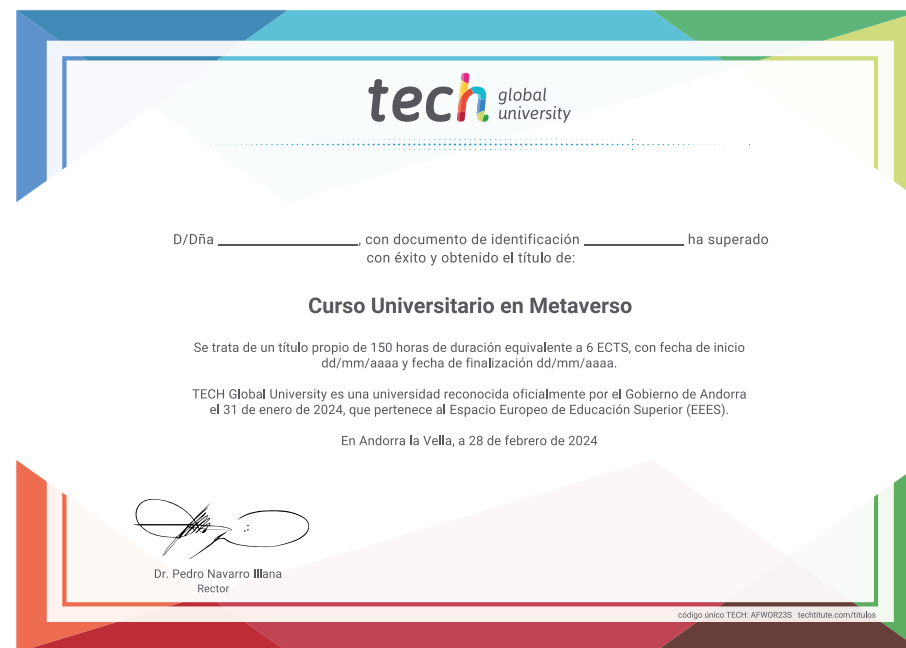 tech global university
D/Dña ____________________, con documento de identificación ______________ ha superado
con éxito y obtenido el título de:
Curso Universitario en Metaverso
Se trata de un título propio de 150 horas de duración equivalente a 6 ECTS, con fecha de inicio
dd/mm/aaaa y fecha de finalización dd/mm/aaaa.
TECH Global University es una universidad reconocida oficialmente por el Gobierno de Andorra
el 31 de enero de 2024, que pertenece al Espacio Europeo de Educación Superior (EEES).
En Andorra la Vella, a 28 de febrero de 2024
Dr. Pedro Navarro Illana
Rector
código único TECH: AFWOR23S techtitute.com/titulos